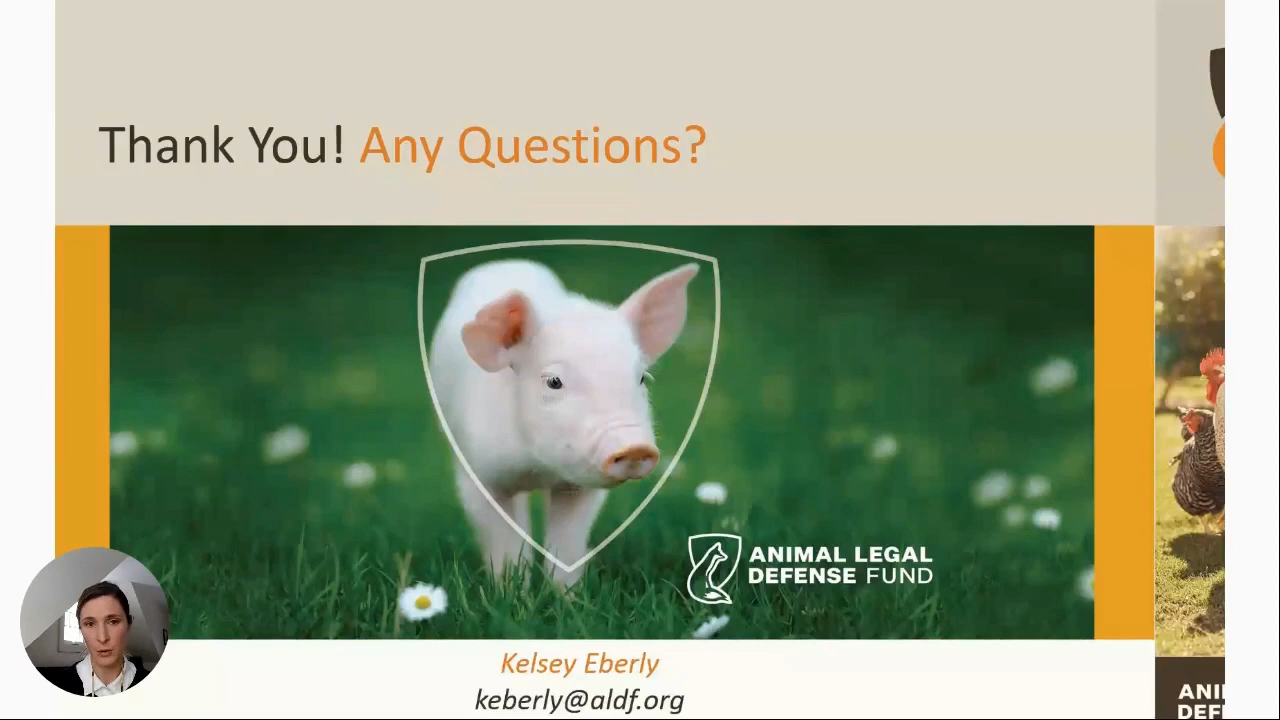 Thank You! Any Questions?
ANIMAL LEGAL
DEFENSE FUND
Kelsey Eberly
keberly@aldf.org